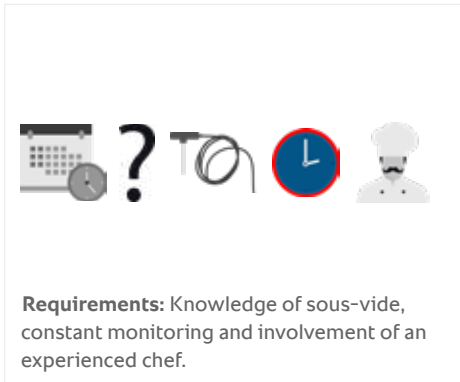 ?
Requirements: Knowledge of sous-vide,
constant monitoring and involvement of an
experienced chef.